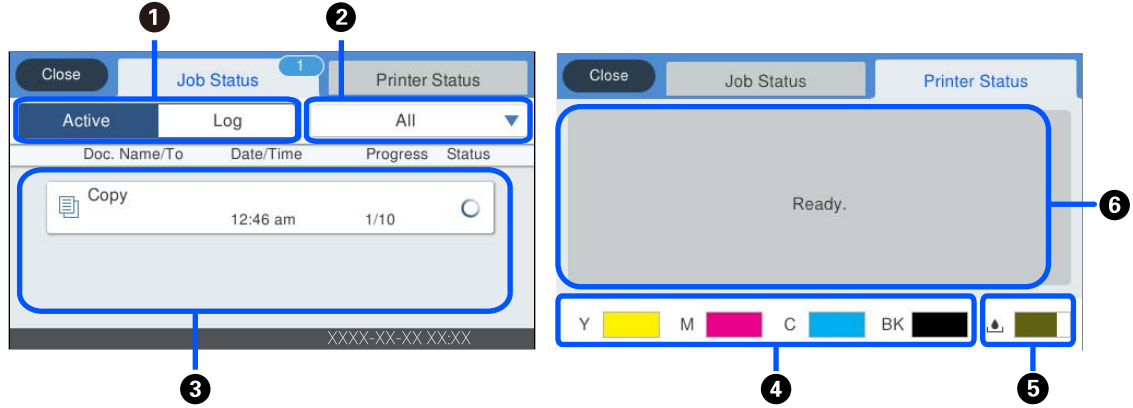 1
2
Close
Job Status
1
Printer Status
Active
Log
All
Doc. Name/To
Date/Time
Progress
Status
Copy
12:46 am
1/10
XXXX-XX-XX XX:XX
3
Close
Job Status
Printer Status
Ready.
6
Y
M
C
BK
4
5